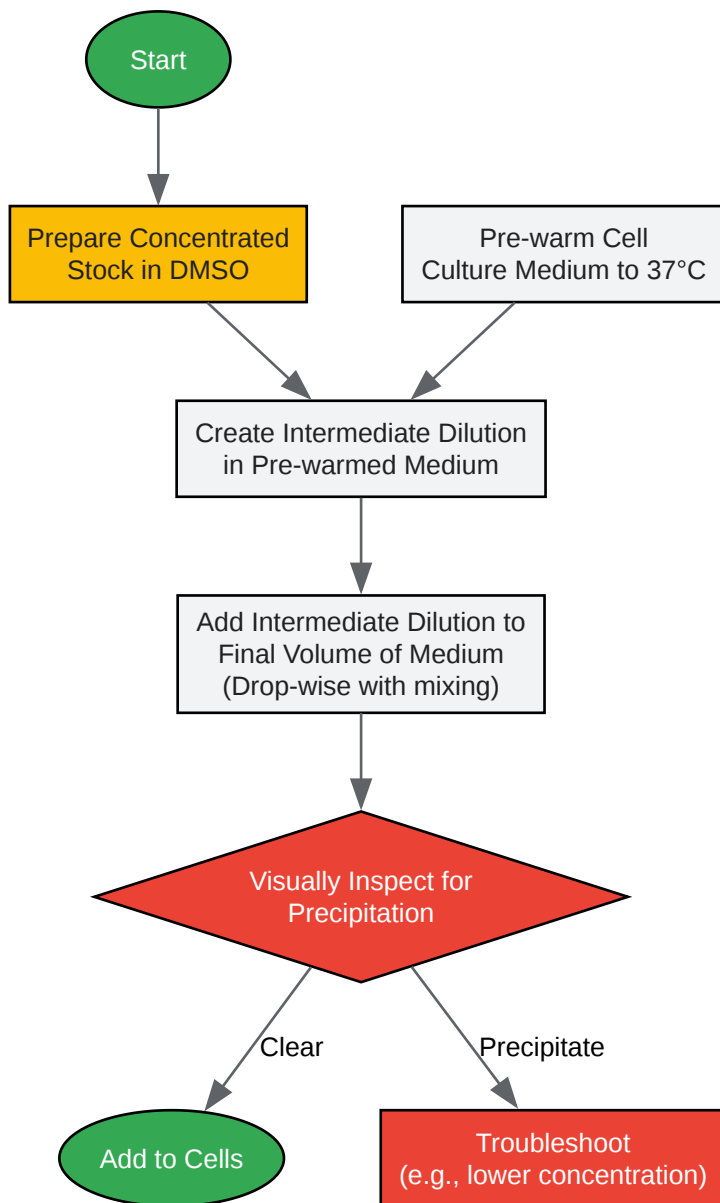 Start
Prepare Concentrated
Stock in DMSO
Pre-warm Cell
Culture Medium to 37°C
Create Intermediate Dilution
in Pre-warmed Medium
Add Intermediate Dilution to
Final Volume of Medium
(Drop-wise with mixing)
Visually Inspect for
Precipitation
Clear
Precipitate
Add to Cells
Troubleshoot
(e.g., lower concentration)